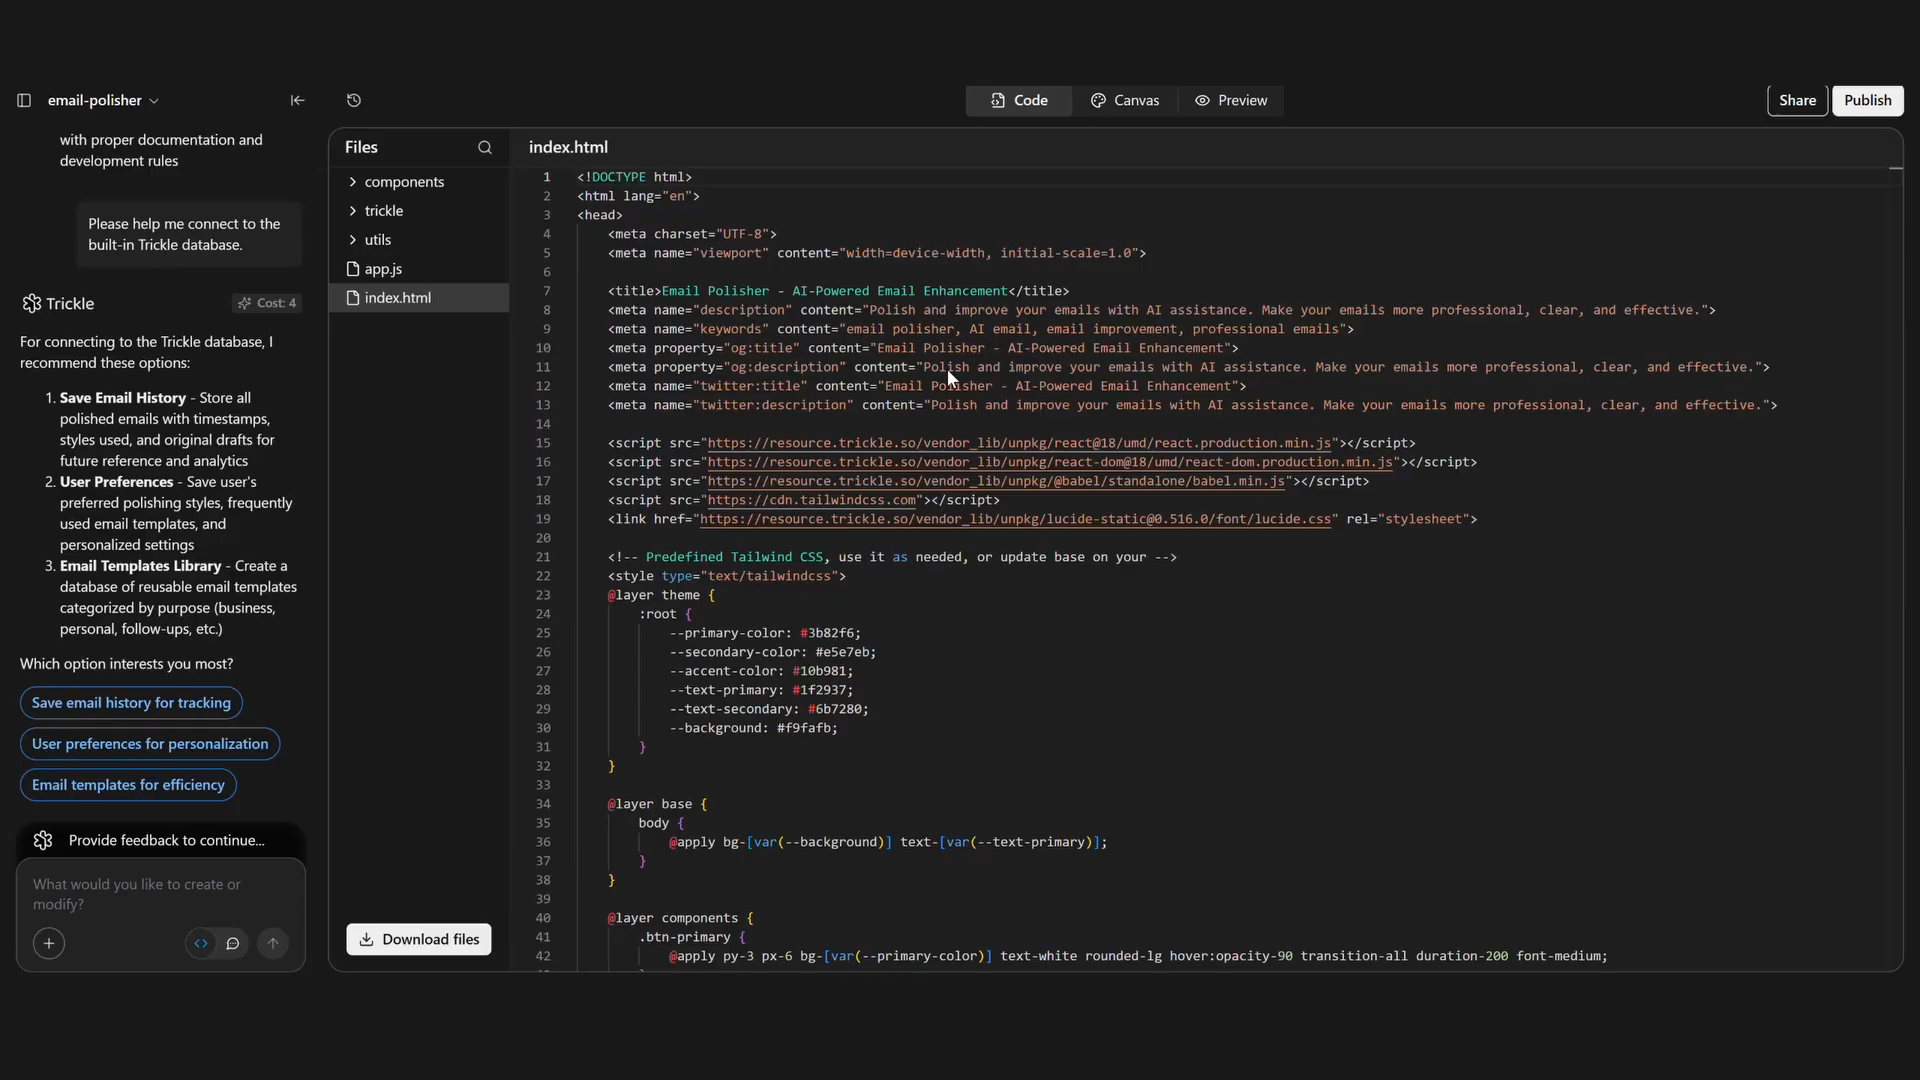 email-polisher
Code
Canvas
Preview
Share
Publish
with proper documentation and
development rules
Please help me connect to the
built-in Trickle database.
Trickle
Cost: 4
For connecting to the Trickle database, I
recommend these options:
1. Save Email History - Store all
polished emails with timestamps,
styles used, and original drafts for
future reference and analytics
2. User Preferences - Save user's
preferred polishing styles, frequently
used email templates, and
personalized settings
3. Email Templates Library - Create a
database of reusable email templates
categorized by purpose (business,
personal, follow-ups, etc.)
Which option interests you most?
Save email history for tracking
User preferences for personalization
Email templates for efficiency
Provide feedback to continue...
What would you like to create or
modify?
Files
components
trickle
utils
app.js
index.html
Download files
index.html
1 <!DOCTYPE html>
2 <html lang="en">
3 <head>
4 <meta charset="UTF-8">
5 <meta name="viewport" content="width=device-width, initial-scale=1.0">
6
7 <title>Email Polisher - AI-Powered Email Enhancement</title>
8 <meta name="description" content="Polish and improve your emails with AI assistance. Make your emails more professional, clear, and effective.">
9 <meta name="keywords" content="email polisher, AI email, email improvement, professional emails">
10 <meta property="og:title" content="Email Polisher - AI-Powered Email Enhancement">
11 <meta property="og:description" content="Polish and improve your emails with AI assistance. Make your emails more professional, clear, and effective.">
12 <meta name="twitter:title" content="Email Polisher - AI-Powered Email Enhancement">
13 <meta name="twitter:description" content="Polish and improve your emails with AI assistance. Make your emails more professional, clear, and effective.">
14
15 <script src="https://resource.trickle.so/vendor_lib/unpkg/react@18/umd/react.production.min.js"></script>
16 <script src="https://resource.trickle.so/vendor_lib/unpkg/react-dom@18/umd/react-dom.production.min.js"></script>
17 <script src="https://resource.trickle.so/vendor_lib/unpkg/@babel/standalone/babel.min.js"></script>
18 <script src="https://cdn.tailwindcss.com"></script>
19 <link href="https://resource.trickle.so/vendor_lib/unpkg/lucide-static@0.516.0/font/lucide.css" rel="stylesheet">
20
21 <!-- Predefined Tailwind CSS, use it as needed, or update base on your -->
22 <style type="text/tailwindcss">
23 @layer theme {
24 :root {
25 --primary-color: #3b82f6;
26 --secondary-color: #e5e7eb;
27 --accent-color: #10b981;
28 --text-primary: #1f2937;
29 --text-secondary: #6b7280;
30 --background: #f9fafb;
31 }
32 }
33
34 @layer base {
35 body {
36 @apply bg-[var(--background)] text-[var(--text-primary)];
37 }
38 }
39
40 @layer components {
41 .btn-primary {
42 @apply py-3 px-6 bg-[var(--primary-color)] text-white rounded-lg hover:opacity-90 transition-all duration-200 font-medium;